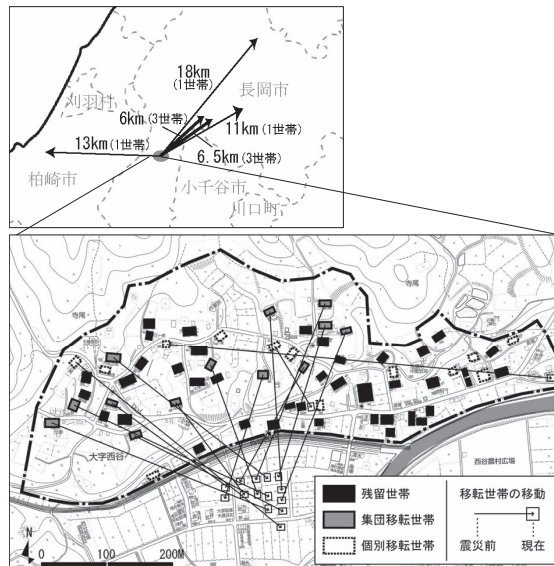 18km
(1世帯)
長岡市
刈羽村
6km(3世帯)
11km(1世帯)
13km(1世帯)
6.5km(3世帯)
柏崎市
小千谷市
川口町
寺尾
寺尾
大字西谷
西谷農村広場
残留世帯
集団移転世帯
個別移転世帯
移転世帯の移動
震災前
現在
N
0
100
200M